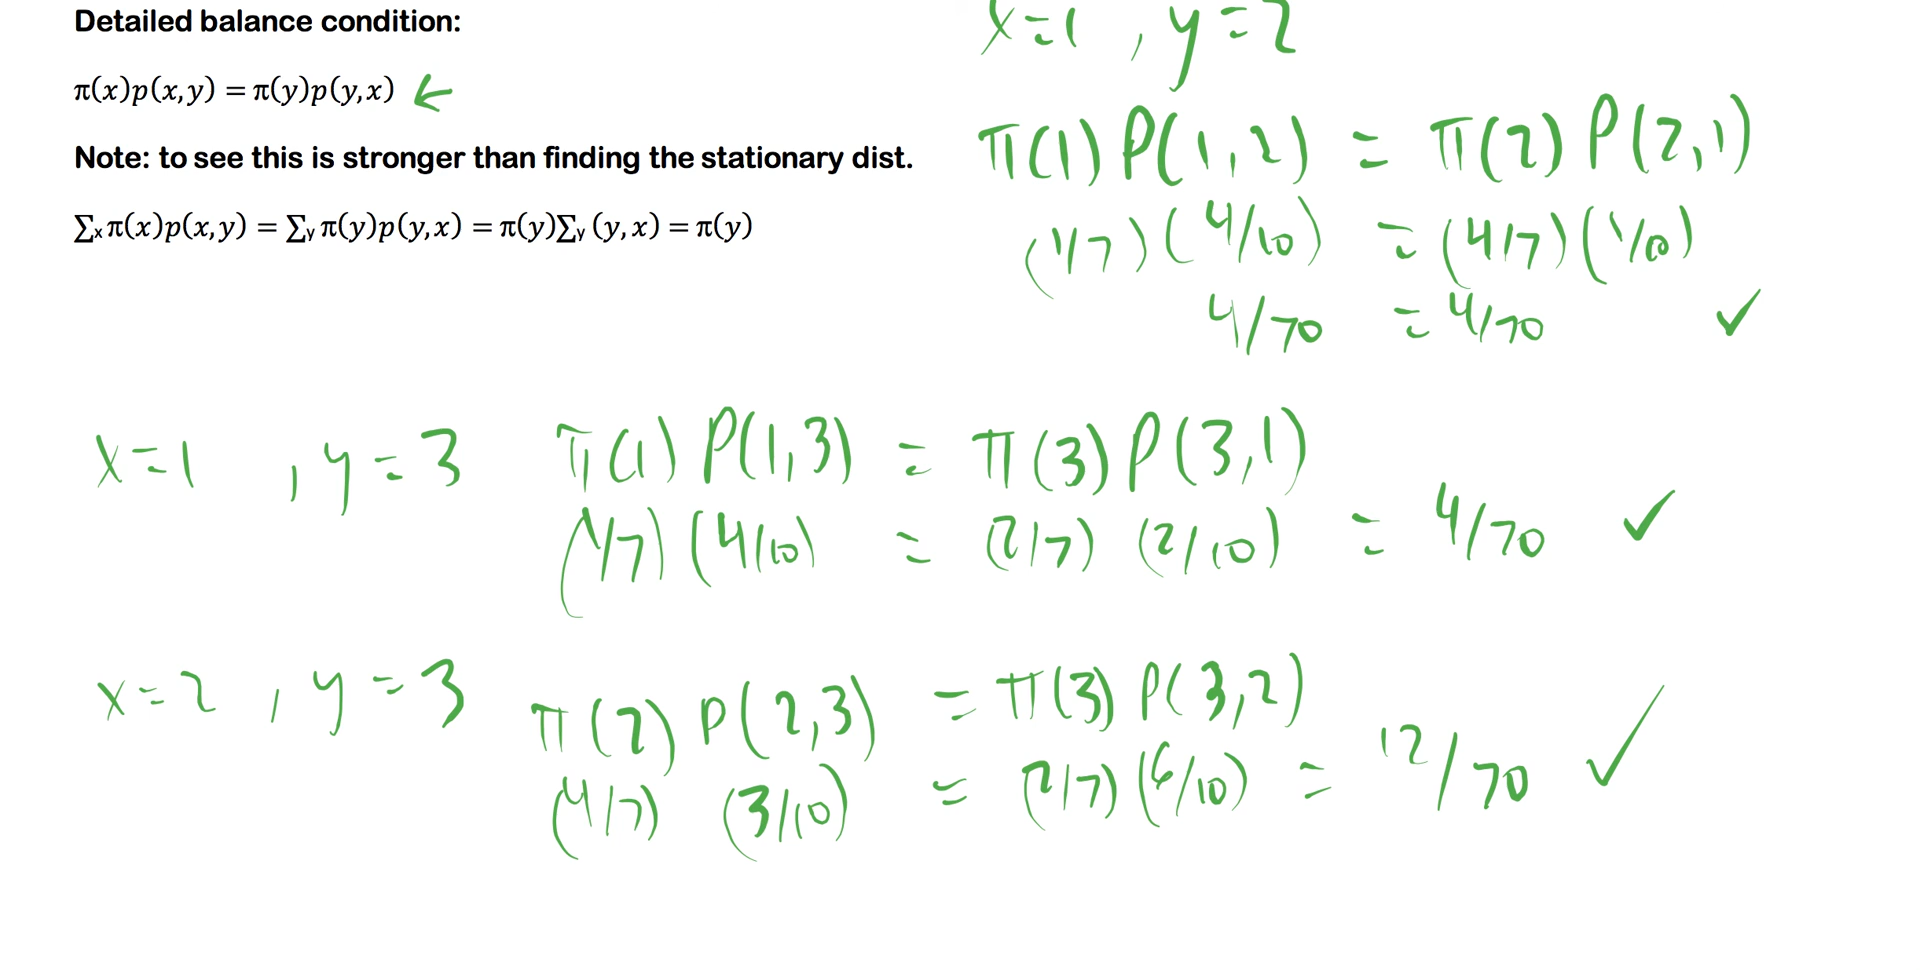 Detailed balance condition:
π(x)p(x,y) = π(y)p(y,x) ←
Note: to see this is stronger than finding the stationary dist.
∑ₓπ(x)p(x,y) = ∑ᵧ π(y)p(y,x) = π(y)∑ᵧ (y,x) = π(y)
x=1 , y=2
π(1) P(1,2) = π(2) P(2,1)
(1/7) (4/10) = (4/7) (1/10)
4/70 = 4/70 ✓
x=1 , y=3 π(1) P(1,3) = π(3) P(3,1)
(1/7) (4/10) = (2/7) (2/10) = 4/70 ✓
x=2 , y=3 π(2) P(2,3) = π(3) P(3,2)
(4/7) (3/10) = (2/7) (6/10) = 12/70 ✓